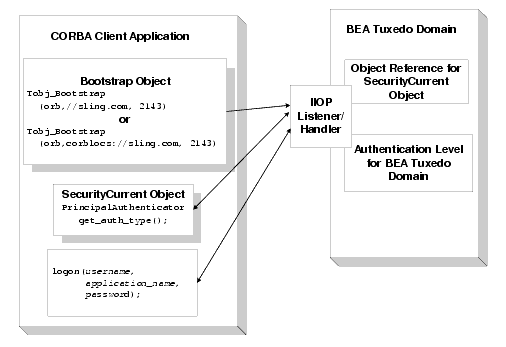 CORBA Client Application
Bootstrap Object
Tobj_Bootstrap
(orb,//sling.com, 2143)
or
Tobj_Bootstrap
(orb,corblocs://sling.com, 2143)
SecurityCurrent Object
PrincipalAuthenticator
get_auth_type();
logon(username,
application_name,
password);
IIOP
Listener/
Handler
BEA Tuxedo Domain
Object Reference for
SecurityCurrent
Object
Authentication Level
for BEA Tuxedo
Domain